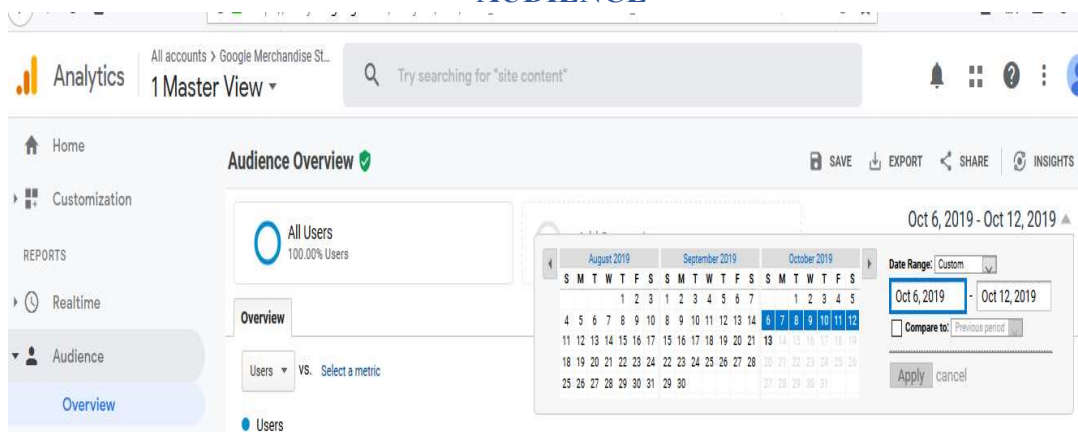 AUDIENCE
All accounts > Google Merchandise St...
Analytics
1 Master View
Try searching for "site content"
Home
Customization
REPORTS
Realtime
Audience
Overview
Audience Overview
SAVE EXPORT SHARE INSIGHTS
All Users
100.00% Users
Oct 6, 2019 - Oct 12, 2019
August 2019 September 2019 October 2019
S M T W T F S S M T W T F S S M T W T F S
1 2 3 1 2 3 4 5 6 7 1 2 3 4 5
4 5 6 7 8 9 10 8 9 10 11 12 13 14 6 7 8 9 10 11 12
11 12 13 14 15 16 17 15 16 17 18 19 20 21 13 14 15 16 17 18 19
18 19 20 21 22 23 24 22 23 24 25 26 27 28 20 21 22 23 24 25 26
25 26 27 28 29 30 31 29 30 27 28 29 30 31
Date Range: Custom
Oct 6, 2019 - Oct 12, 2019
Compare to: Previous period
Apply cancel
Overview
Users VS. Select a metric
Users